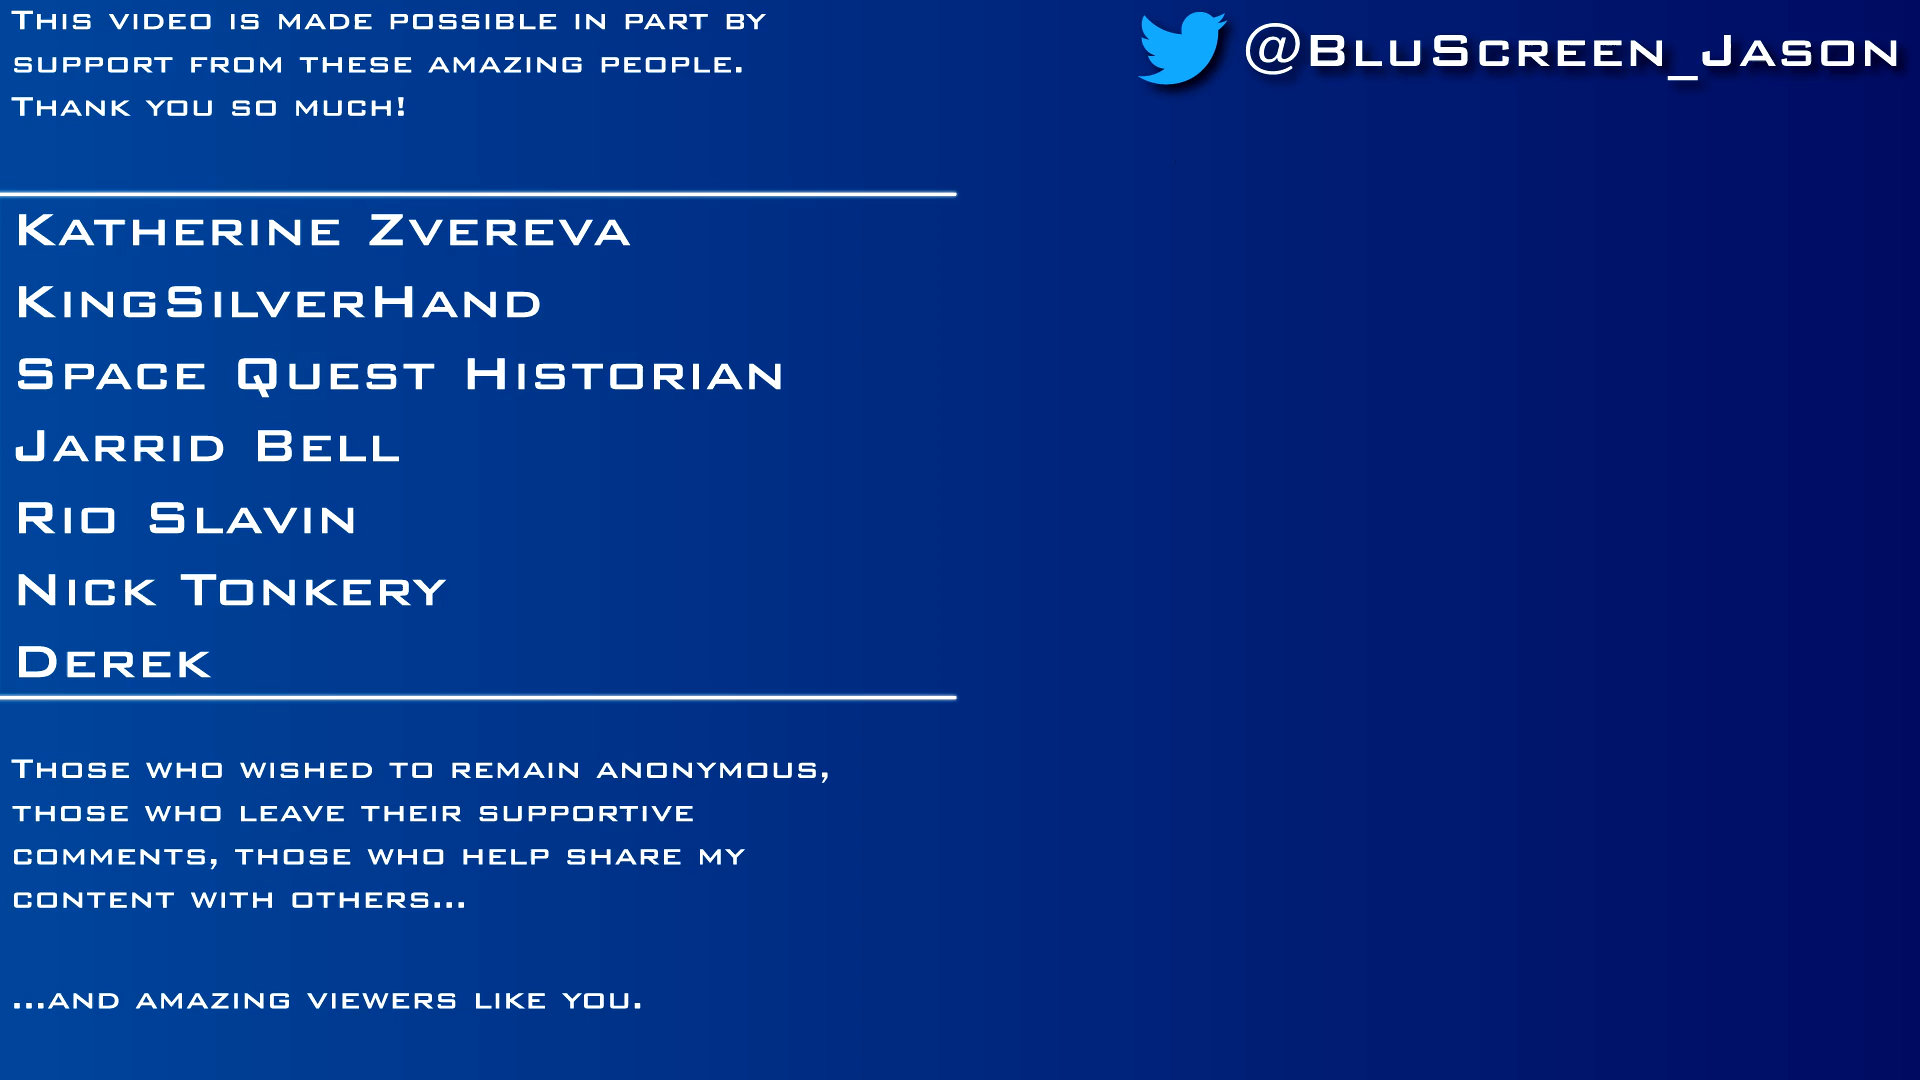 This video is made possible in part by
support from these amazing people.
Thank you so much!
@BluScreen_Jason
Katherine Zvereva
KingSilverHand
Space Quest Historian
Jarrid Bell
Rio Slavin
Nick Tonkery
Derek
Those who wished to remain anonymous,
those who leave their supportive
comments, those who help share my
content with others...
...and amazing viewers like you.